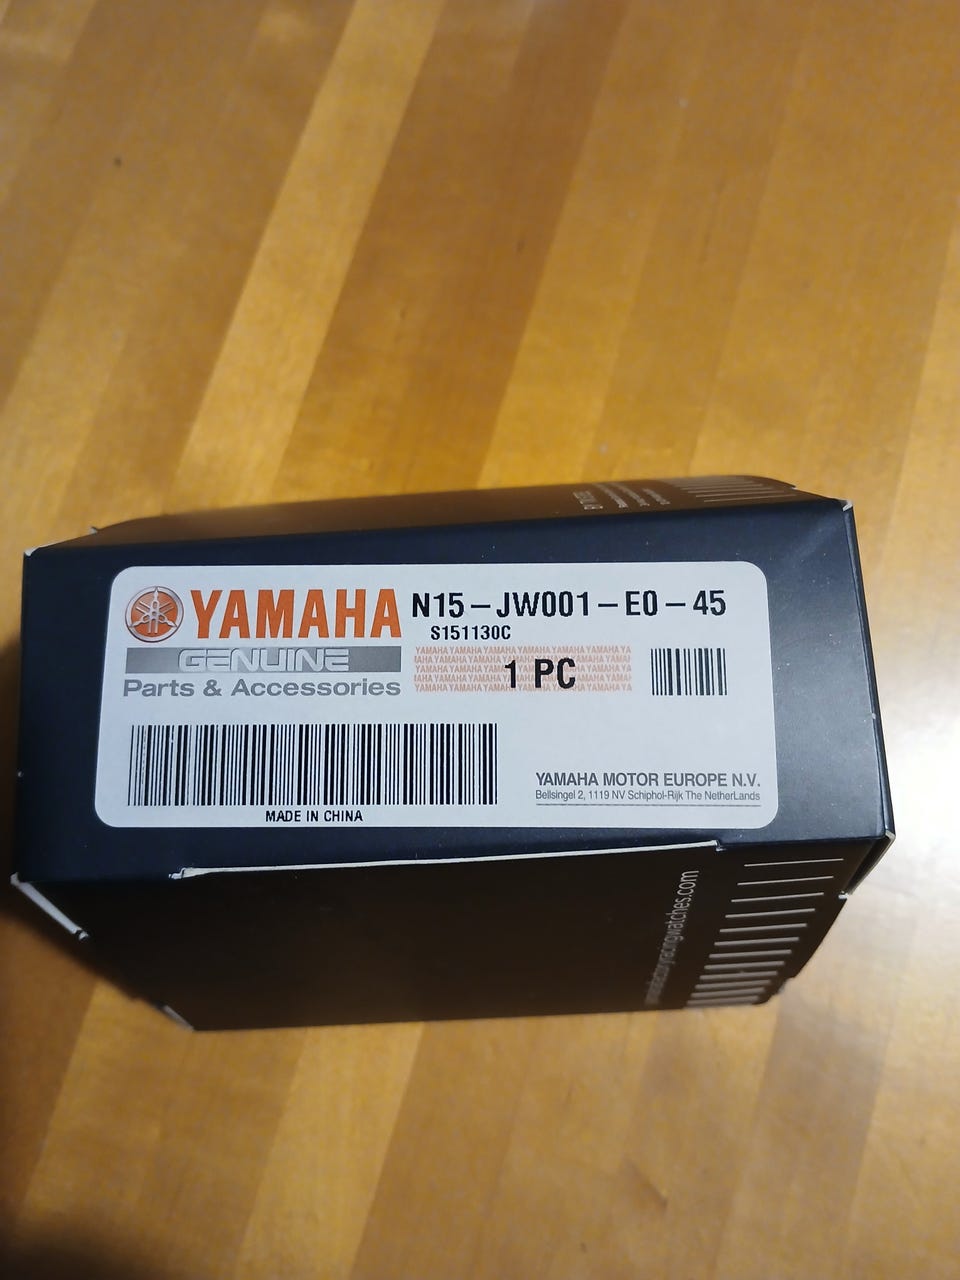 YAMAHA N15-JW001-E0-45
S151130C
GENUINE
Parts & Accessories
1 PC
YAMAHA MOTOR EUROPE N.V.
Bellsingel 2, 1119 NV Schiphol-Rijk The NetherLands
MADE IN CHINA